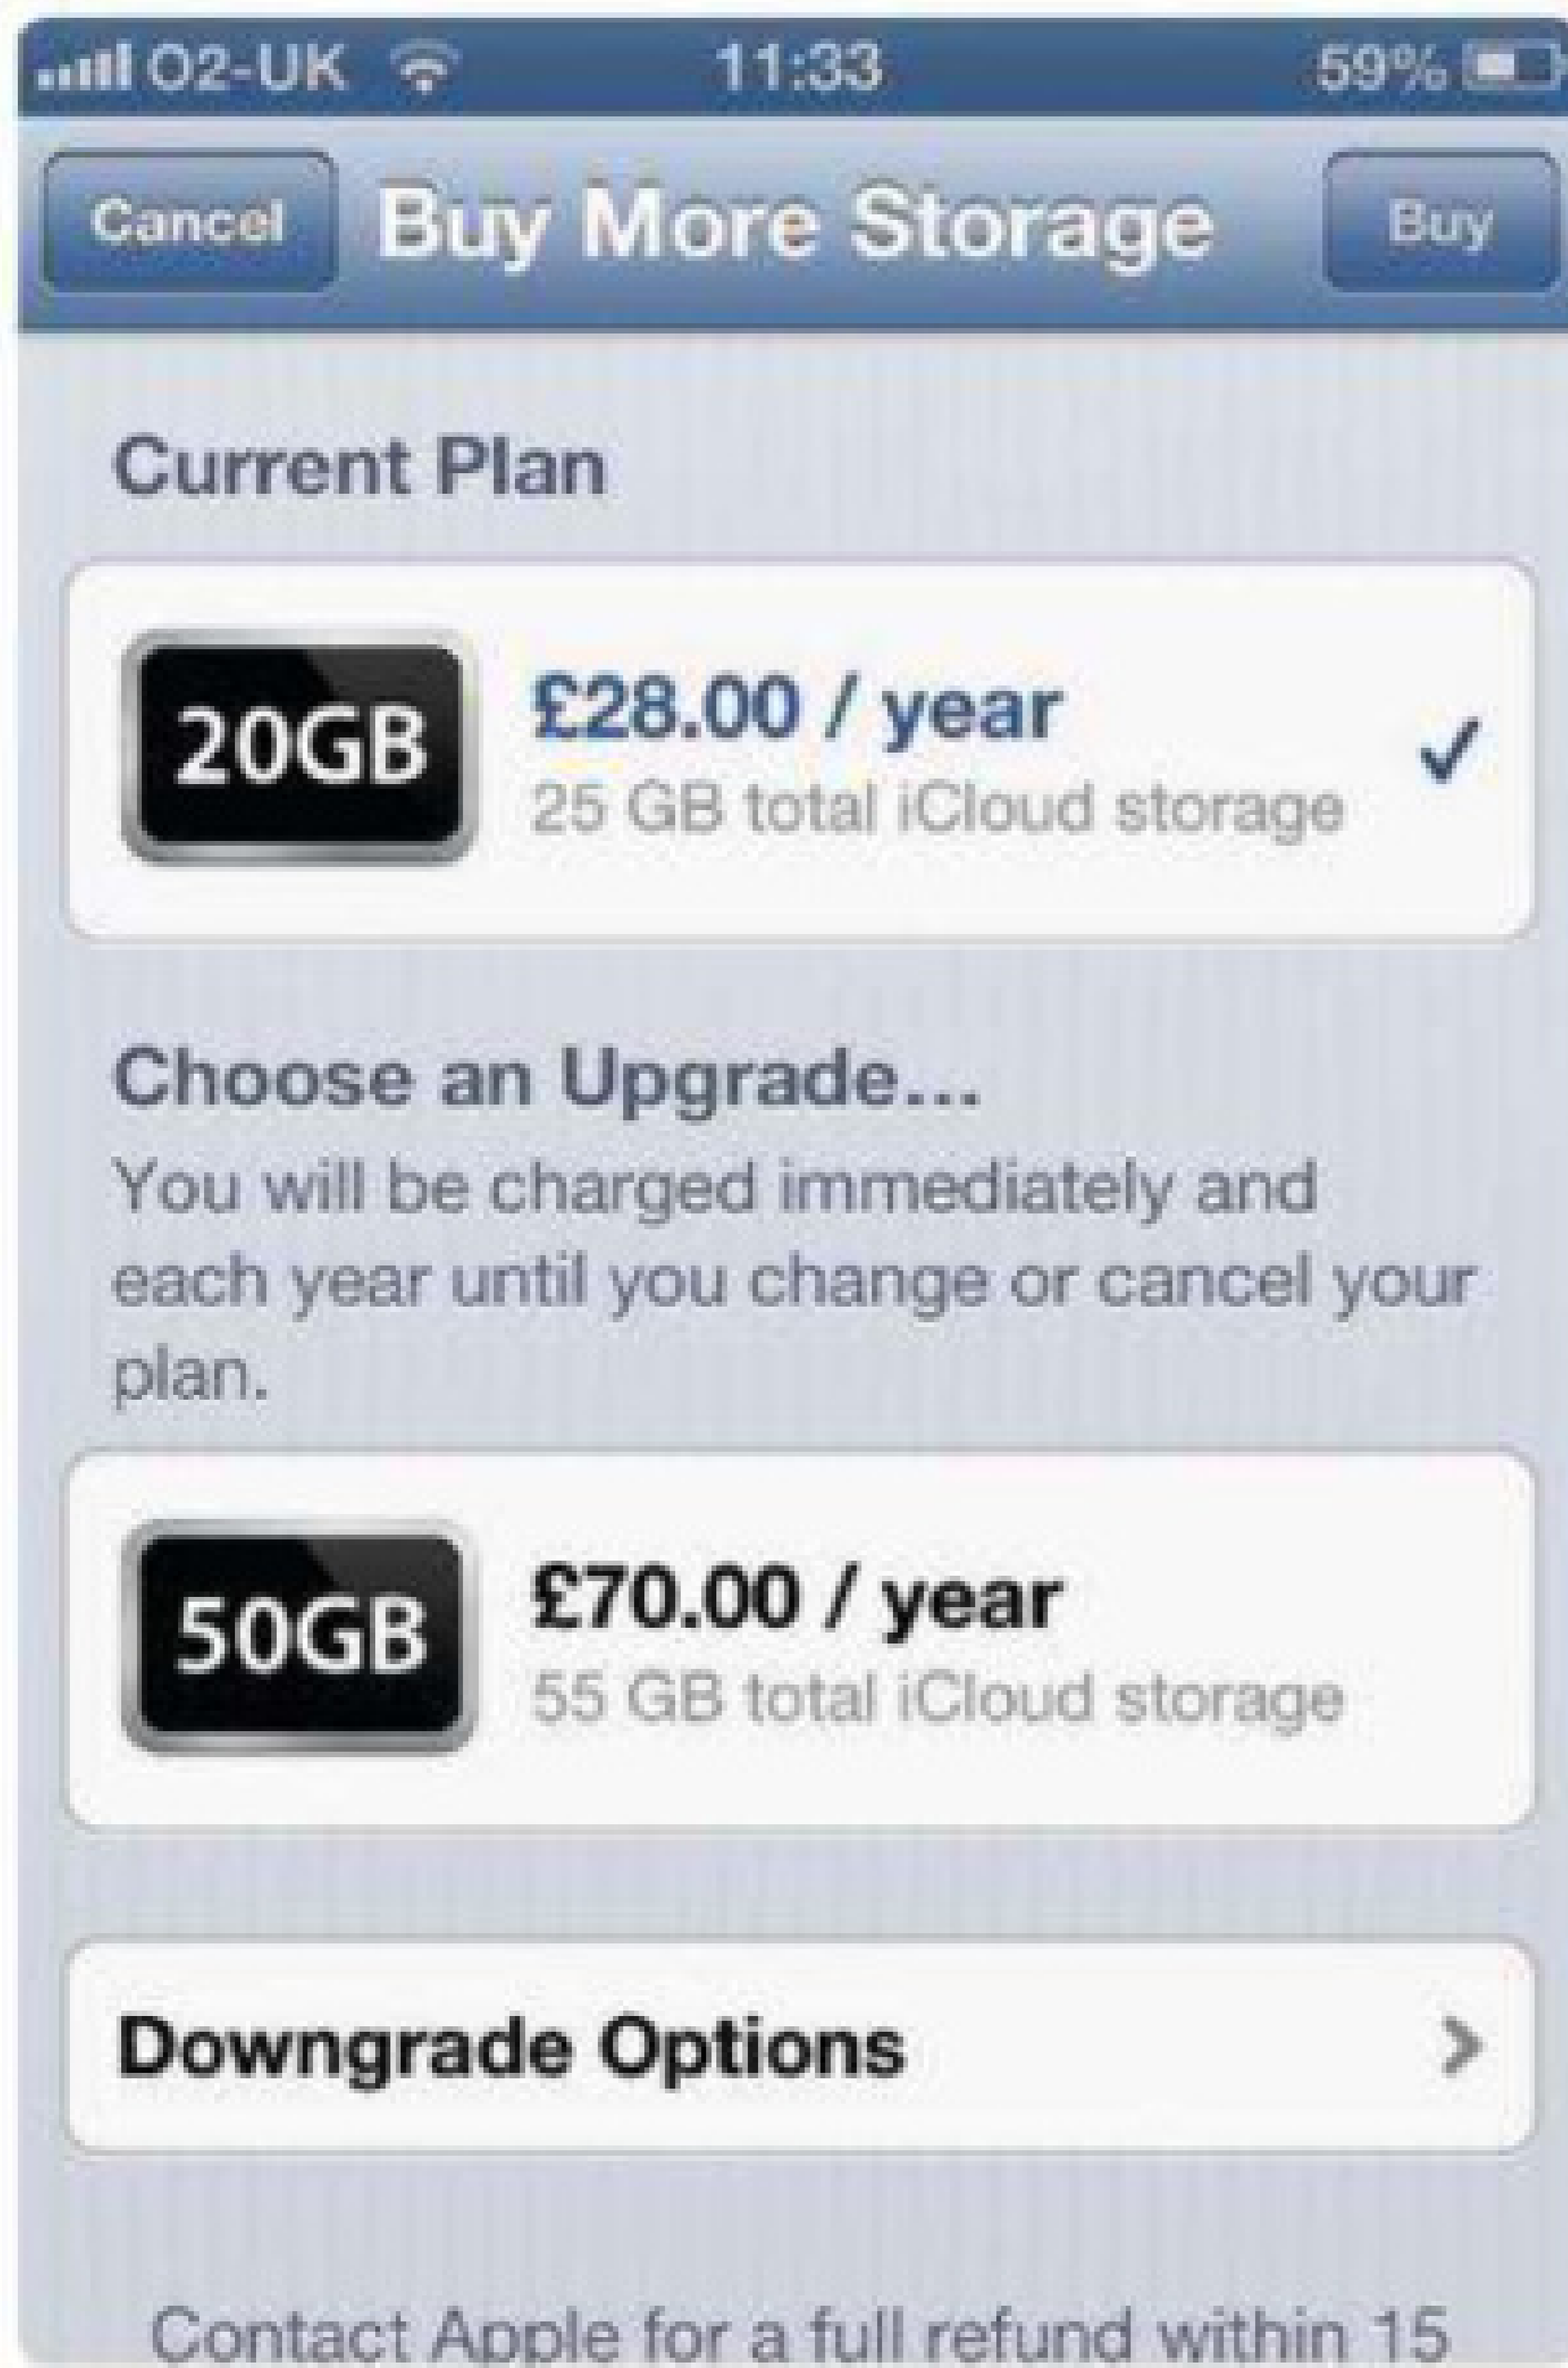 O2-UK 11:33 59%
Cancel Buy More Storage Buy
Current Plan
20GB £28.00 / year
25 GB total iCloud storage
Choose an Upgrade...
You will be charged immediately and
each year until you change or cancel your
plan.
50GB £70.00 / year
55 GB total iCloud storage
Downgrade Options
Contact Apple for a full refund within 15